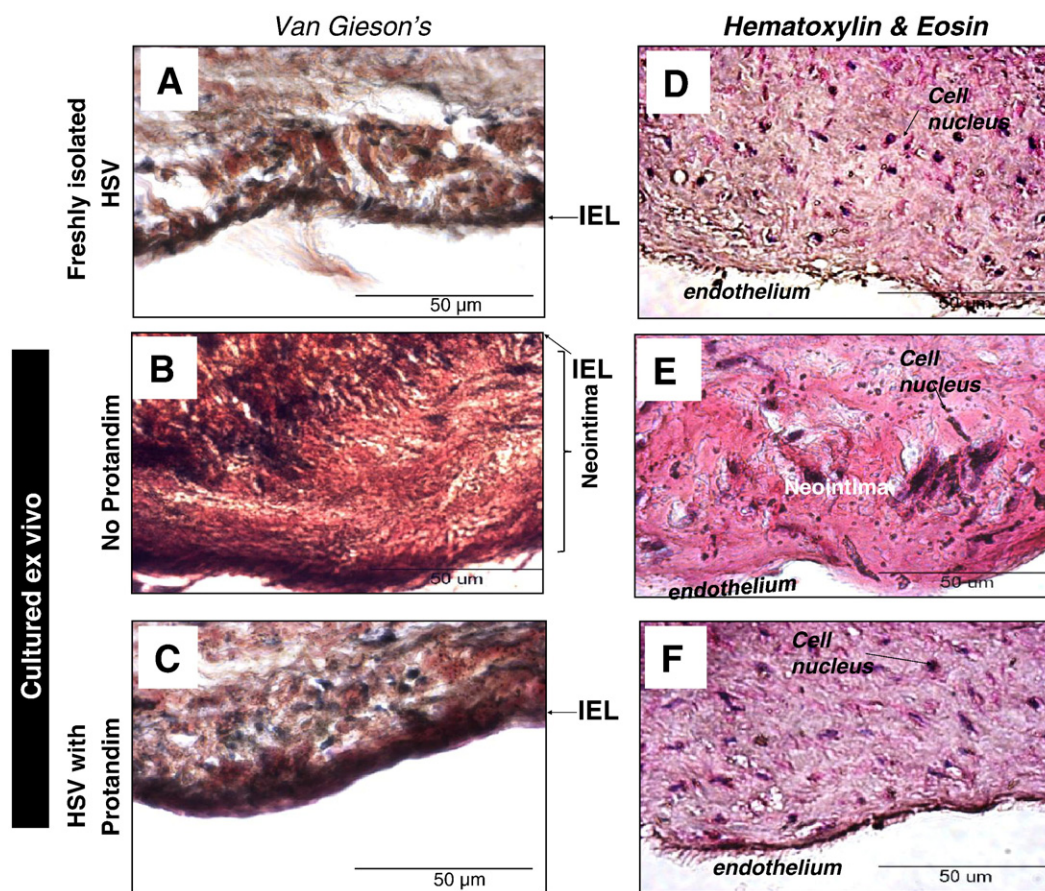 Van Gieson's
Hematoxylin & Eosin
Freshly isolated
HSV
A
IEL
50 µm
D
Cell
nucleus
endothelium
50 µm
Cultured ex vivo
No Protandim
B
IEL
Neointima
50 um
E
Cell
nucleus
Neointima
endothelium
50 um
HSV with
Protandim
C
IEL
50 µm
F
Cell
nucleus
endothelium
50 um